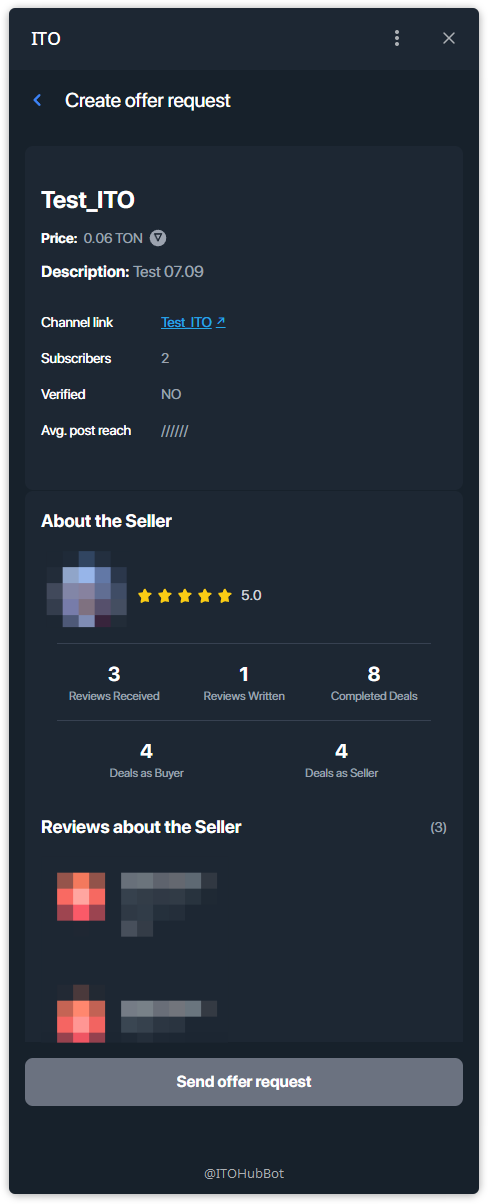 ITO
Create offer request
Test_ITO
Price: 0.06 TON
Description: Test 07.09
Channel link Test_ITO ↗
Subscribers 2
Verified NO
Avg. post reach //////
About the Seller
5.0
3 1 8
Reviews Received Reviews Written Completed Deals
4 4
Deals as Buyer Deals as Seller
Reviews about the Seller (3)
Send offer request
@ITOHubBot